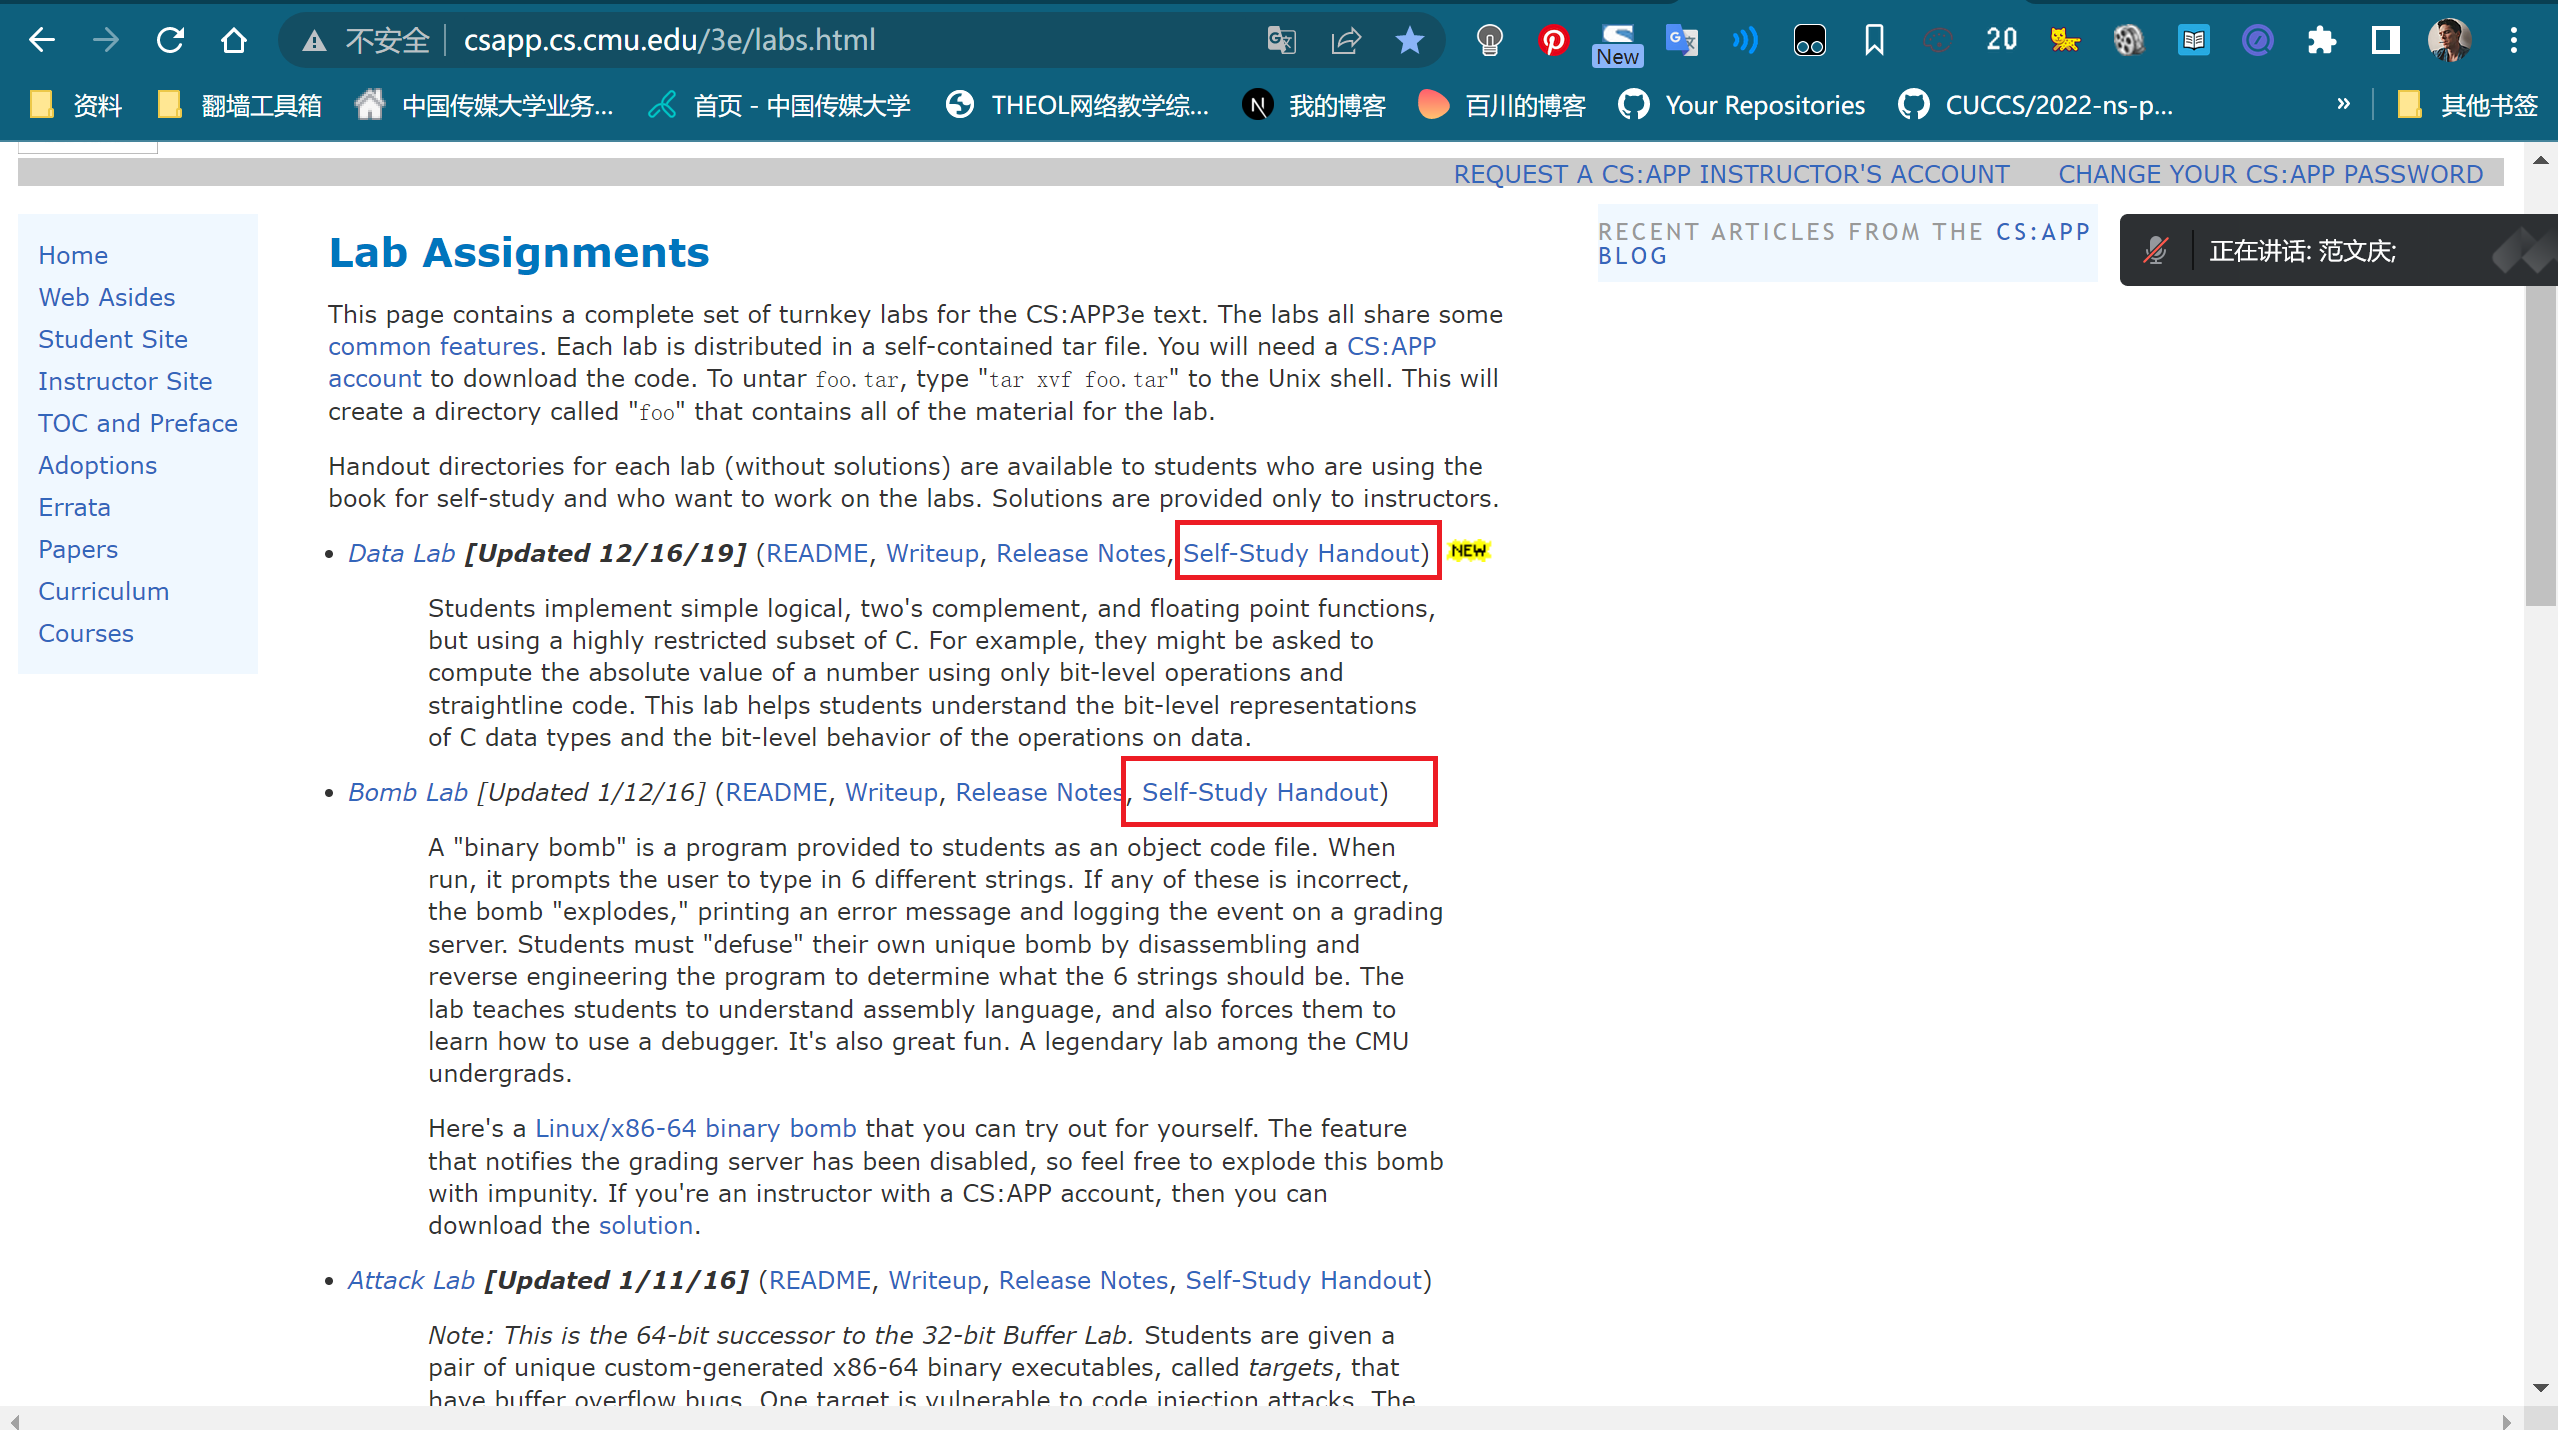 不安全 csapp.cs.cmu.edu/3e/labs.html
New
20
资料 翻墙工具箱 中国传媒大学业务... 首页 - 中国传媒大学 THEOL网络教学综... 我的博客 百川的博客 Your Repositories CUCCS/2022-ns-p... » 其他书签
REQUEST A CS:APP INSTRUCTOR'S ACCOUNT CHANGE YOUR CS:APP PASSWORD
Home
Web Asides
Student Site
Instructor Site
TOC and Preface
Adoptions
Errata
Papers
Curriculum
Courses
Lab Assignments
This page contains a complete set of turnkey labs for the CS:APP3e text. The labs all share some
common features. Each lab is distributed in a self-contained tar file. You will need a CS:APP
account to download the code. To untar foo.tar, type "tar xvf foo.tar" to the Unix shell. This will
create a directory called "foo" that contains all of the material for the lab.
Handout directories for each lab (without solutions) are available to students who are using the
book for self-study and who want to work on the labs. Solutions are provided only to instructors.
• Data Lab [Updated 12/16/19] (README, Writeup, Release Notes, Self-Study Handout) NEW
Students implement simple logical, two's complement, and floating point functions,
but using a highly restricted subset of C. For example, they might be asked to
compute the absolute value of a number using only bit-level operations and
straightline code. This lab helps students understand the bit-level representations
of C data types and the bit-level behavior of the operations on data.
• Bomb Lab [Updated 1/12/16] (README, Writeup, Release Notes, Self-Study Handout)
A "binary bomb" is a program provided to students as an object code file. When
run, it prompts the user to type in 6 different strings. If any of these is incorrect,
the bomb "explodes," printing an error message and logging the event on a grading
server. Students must "defuse" their own unique bomb by disassembling and
reverse engineering the program to determine what the 6 strings should be. The
lab teaches students to understand assembly language, and also forces them to
learn how to use a debugger. It's also great fun. A legendary lab among the CMU
undergrads.
Here's a Linux/x86-64 binary bomb that you can try out for yourself. The feature
that notifies the grading server has been disabled, so feel free to explode this bomb
with impunity. If you're an instructor with a CS:APP account, then you can
download the solution.
• Attack Lab [Updated 1/11/16] (README, Writeup, Release Notes, Self-Study Handout)
Note: This is the 64-bit successor to the 32-bit Buffer Lab. Students are given a
pair of unique custom-generated x86-64 binary executables, called targets, that
have buffer overflow bugs. One target is vulnerable to code injection attacks. The
RECENT ARTICLES FROM THE CS:APP
BLOG
正在讲话: 范文庆;